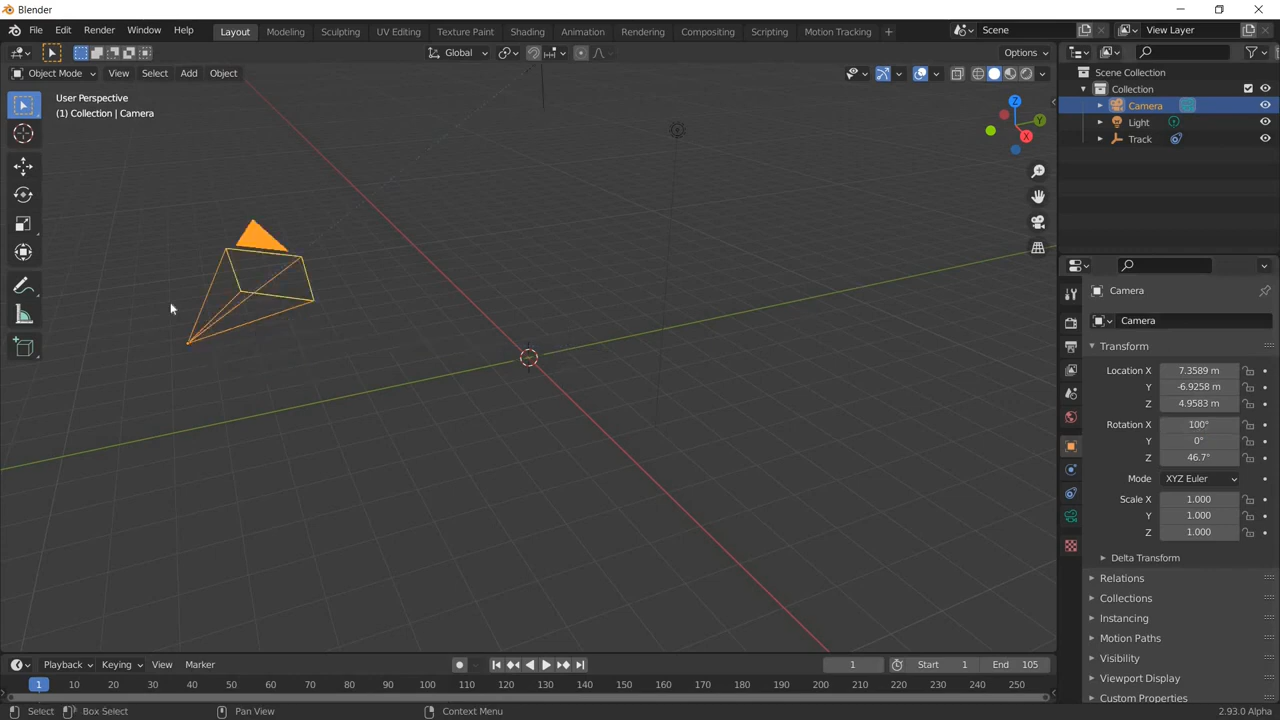 Blender
File Edit Render Window Help Layout Modeling Sculpting UV Editing Texture Paint Shading Animation Rendering Compositing Scripting Motion Tracking + Scene View Layer
Global Options
Object Mode View Select Add Object
Scene Collection
Collection
Camera
Light
Track
User Perspective
(1) Collection | Camera
Z
Y
X
Camera
Camera
Transform
Location X 7.3589 m
Y -6.9258 m
Z 4.9583 m
Rotation X 100°
Y 0°
Z 46.7°
Mode XYZ Euler
Scale X 1.000
Y 1.000
Z 1.000
Delta Transform
Relations
Collections
Instancing
Motion Paths
Visibility
Viewport Display
Custom Properties
Playback Keying View Marker 1 Start 1 End 105
1 10 20 30 40 50 60 70 80 90 100 110 120 130 140 150 160 170 180 190 200 210 220 230 240 250
Select Box Select Pan View Context Menu 2.93.0 Alpha